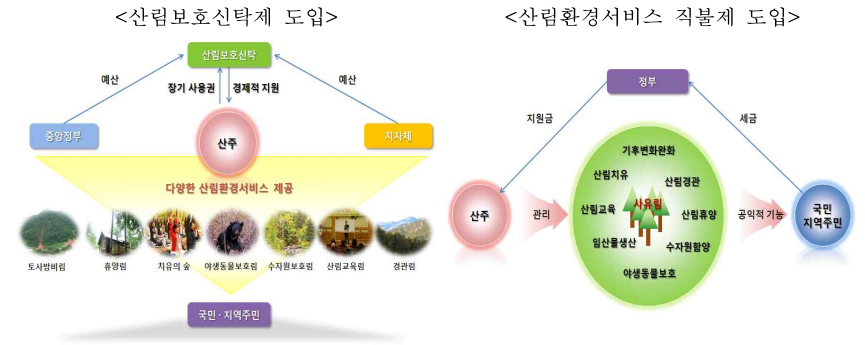 <산림보호신탁제 도입>
산림보호신탁
예산
장기 사용권
경제적 지원
예산
중앙정부
산주
지자체
다양한 산림환경서비스 제공
토사방비림
휴양림
치유의 숲
야생동물보호림
수자원보호림
산림교육림
경관림
국민·지역주민
<산림환경서비스 직불제 도입>
정부
지원금
세금
기후변화완화
산림치유
산림경관
산주
관리
산림교육
사유림
산림휴양
공익적 기능
국민
지역주민
임산물생산
수자원함양
야생동물보호